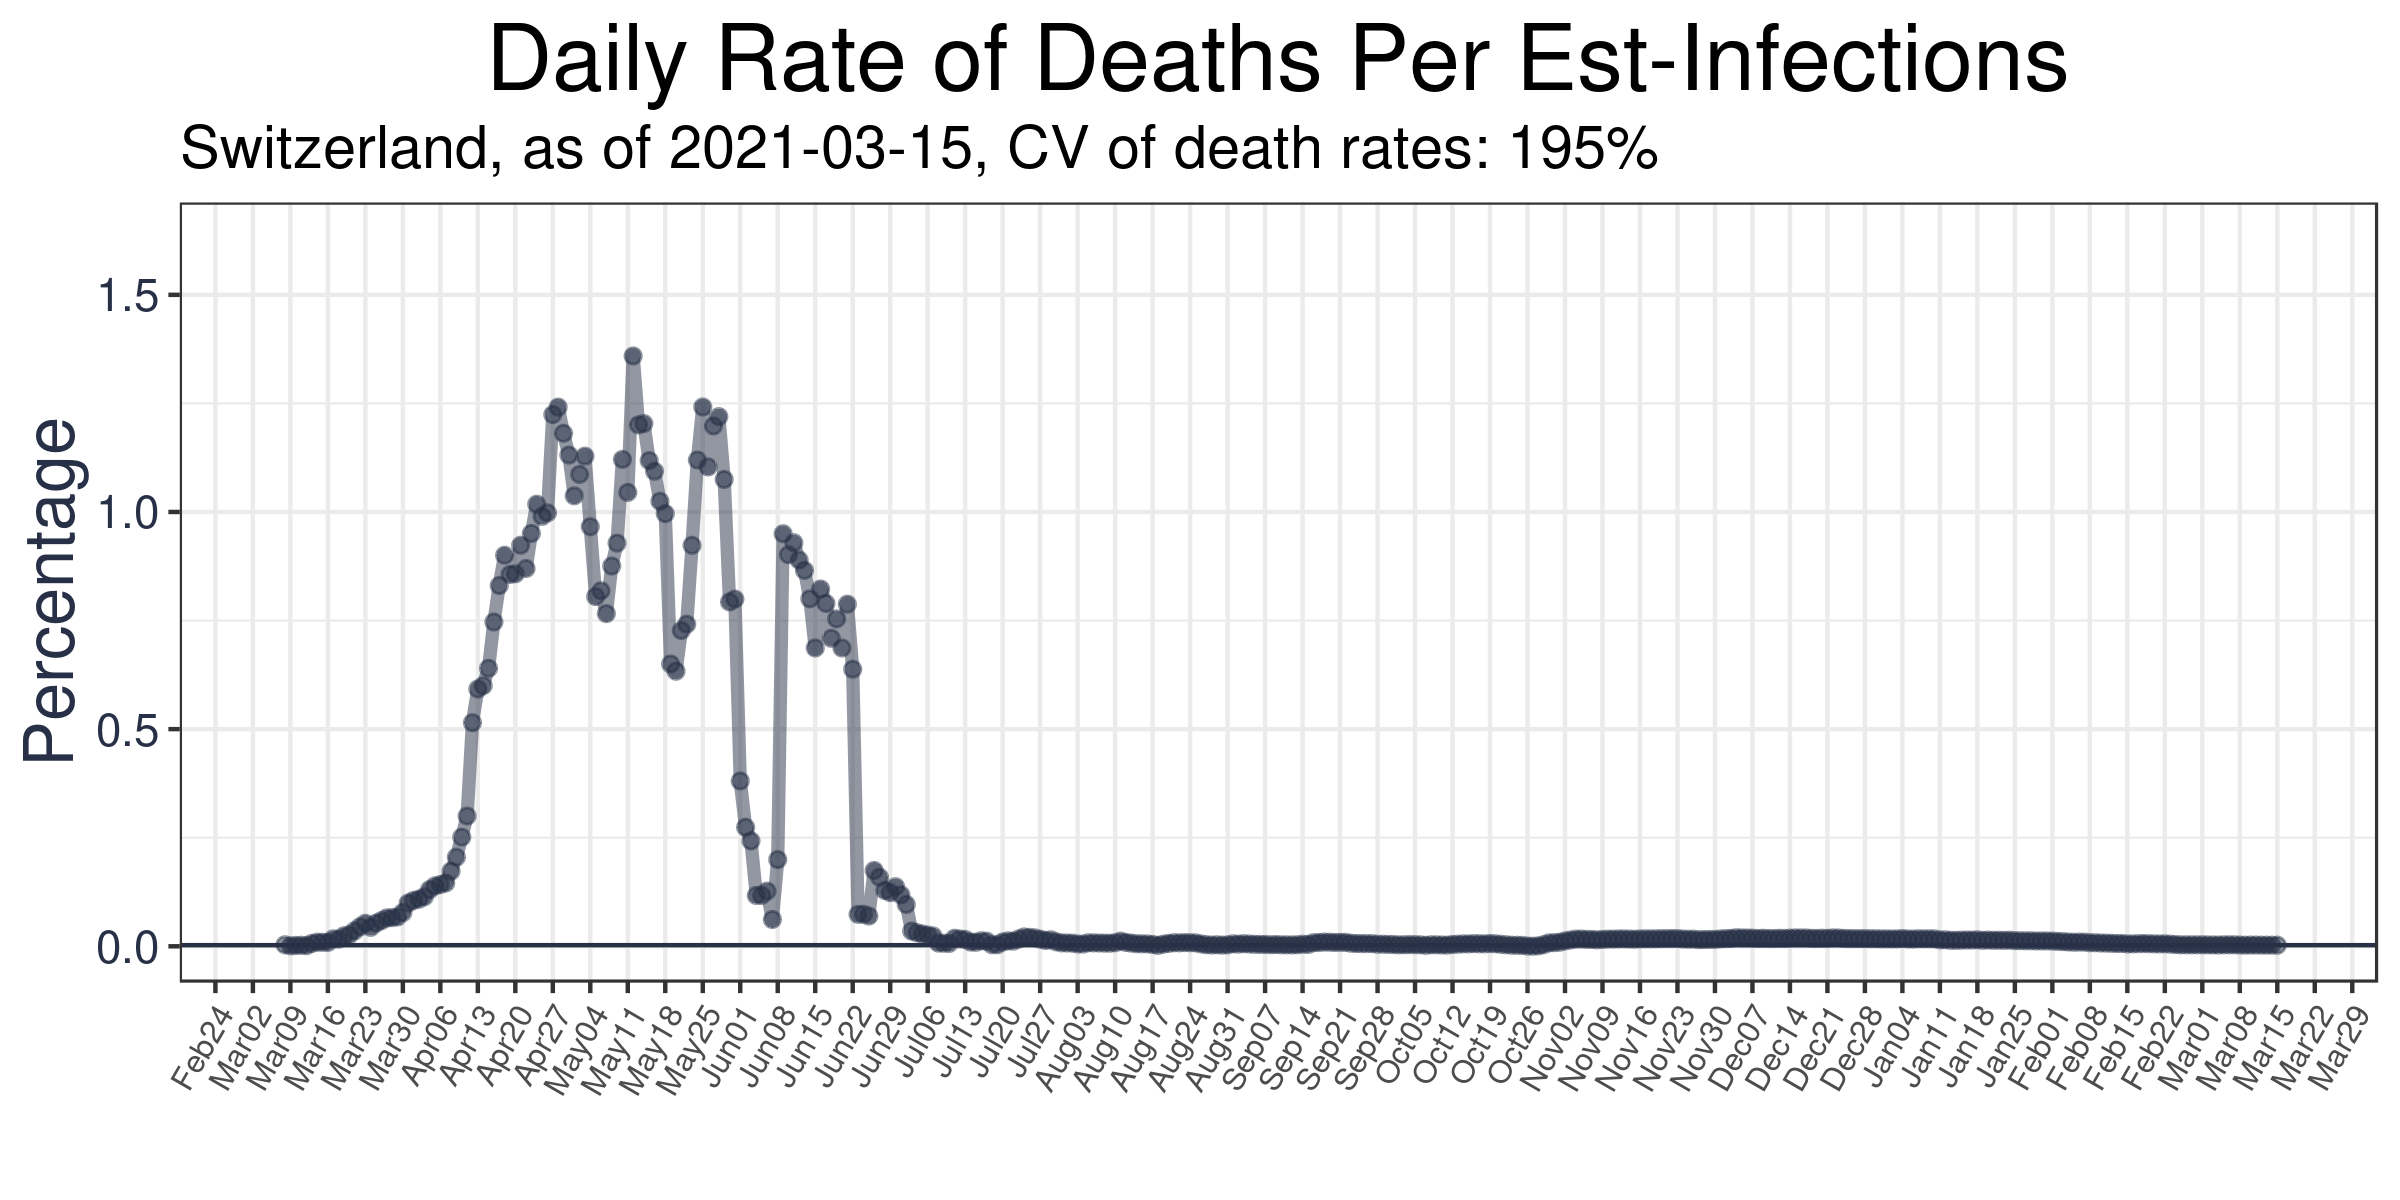 Daily Rate of Deaths Per Est-Infections
Switzerland, as of 2021-03-15, CV of death rates: 195%
Percentage
1.5
1.0
0.5
0.0
Feb24
Mar02
Mar09
Mar16
Mar23
Mar30
Apr06
Apr13
Apr20
Apr27
May04
May11
May18
May25
Jun01
Jun08
Jun15
Jun22
Jun29
Jul06
Jul13
Jul20
Jul27
Aug03
Aug10
Aug17
Aug24
Aug31
Sep07
Sep14
Sep21
Sep28
Oct05
Oct12
Oct19
Oct26
Nov02
Nov09
Nov16
Nov23
Nov30
Dec07
Dec14
Dec21
Dec28
Jan04
Jan11
Jan18
Jan25
Feb01
Feb08
Feb15
Feb22
Mar01
Mar08
Mar15
Mar22
Mar29